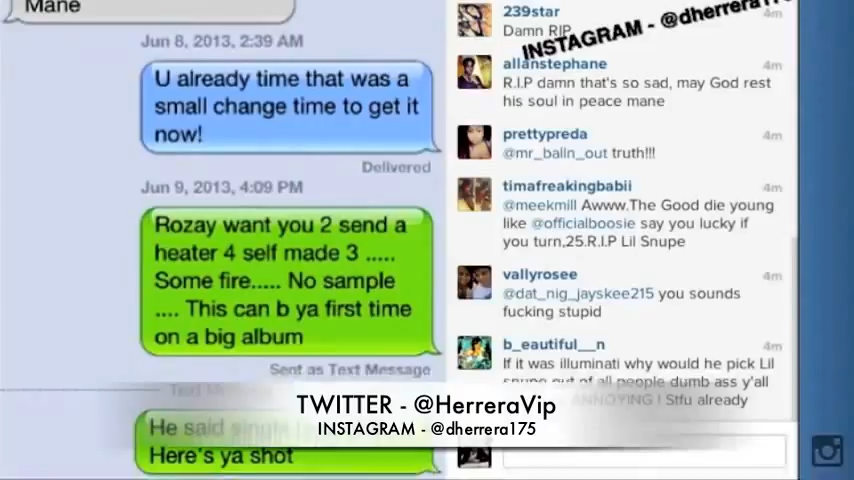 Mane
Jun 8, 2013, 2:39 AM
U already time that was a
small change time to get it
now!
Delivered
Jun 9, 2013, 4:09 PM
Rozay want you 2 send a
heater 4 self made 3 .....
Some fire..... No sample
.... This can b ya first time
on a big album
Sent as Text Message
Text
He said single
Here's ya shot
239star
4m
Damn RIP
INSTAGRAM - @dherrera175
allanstephane
4m
R.I.P damn that's so sad, may God rest
his soul in peace mane
prettypreda
4m
@mr_balln_out truth!!!
timafreakingbabii
4m
@meekmill Awww.The Good die young
like @officialboosie say you lucky if
you turn,25.R.I.P Lil Snupe
vallyrosee
4m
@dat_nig_jayskee215 you sounds
fucking stupid
b_eautiful__n
4m
If it was illuminati why would he pick Lil
snupe out of all people dumb ass y'all
ANNOYING ! Stfu already
TWITTER - @HerreraVip
INSTAGRAM - @dherrera175